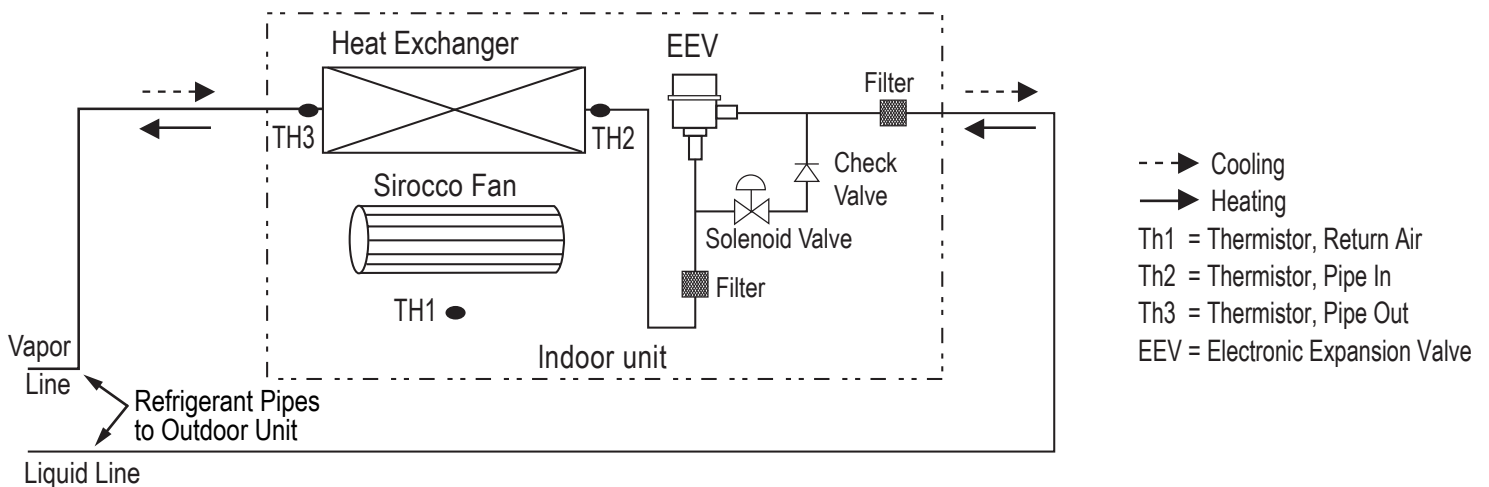 Heat Exchanger
EEV
Filter
TH3
TH2
Check
Valve
Sirocco Fan
Solenoid Valve
Filter
TH1
Indoor unit
Vapor
Line
Refrigerant Pipes
to Outdoor Unit
Liquid Line
Cooling
Heating
Th1 = Thermistor, Return Air
Th2 = Thermistor, Pipe In
Th3 = Thermistor, Pipe Out
EEV = Electronic Expansion Valve